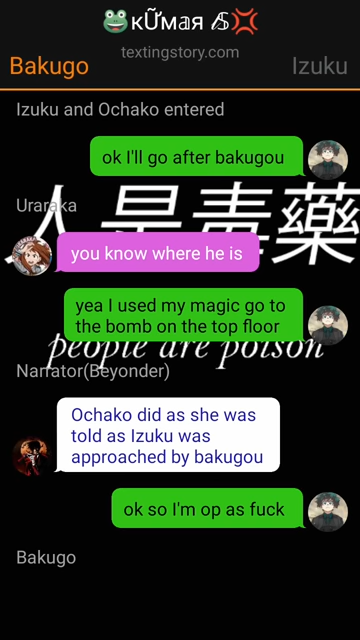 🐸кỮмαя 𝓐𝓢💢
textingstory.com
Bakugo
Izuku
Izuku and Ochako entered
ok I'll go after bakugou
Uraraka
人是毒藥
you know where he is
yea I used my magic go to
the bomb on the top floor
people are poison
Narrator(Beyonder)
Ochako did as she was
told as Izuku was
approached by bakugou
ok so I'm op as fuck
Bakugo